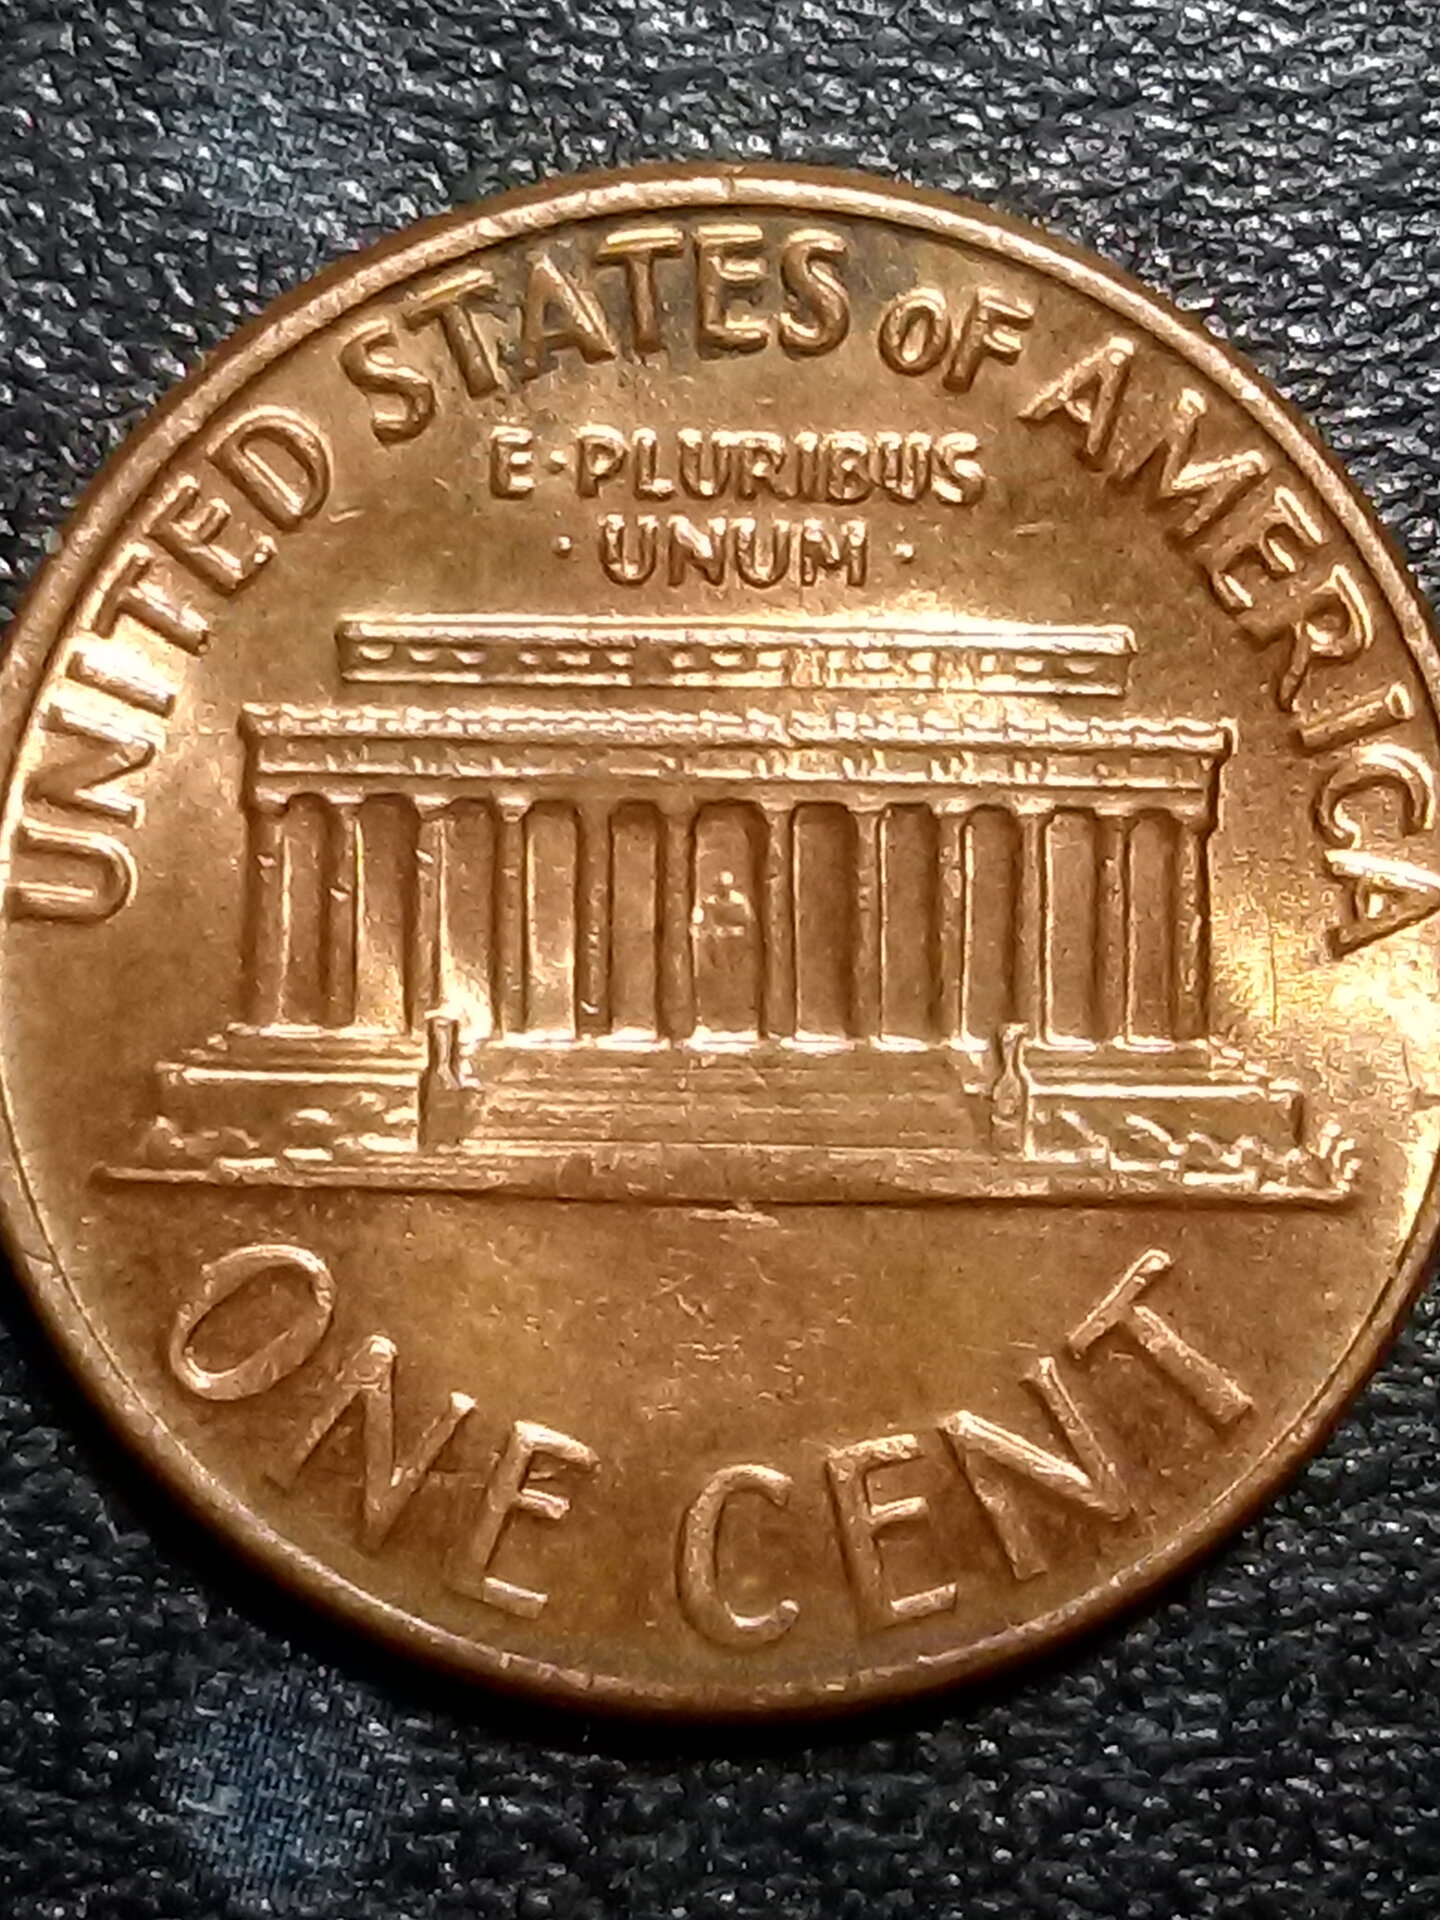 UNITED STATES OF AMERICA
E·PLURIBUS
·UNUM·
ONE CENT